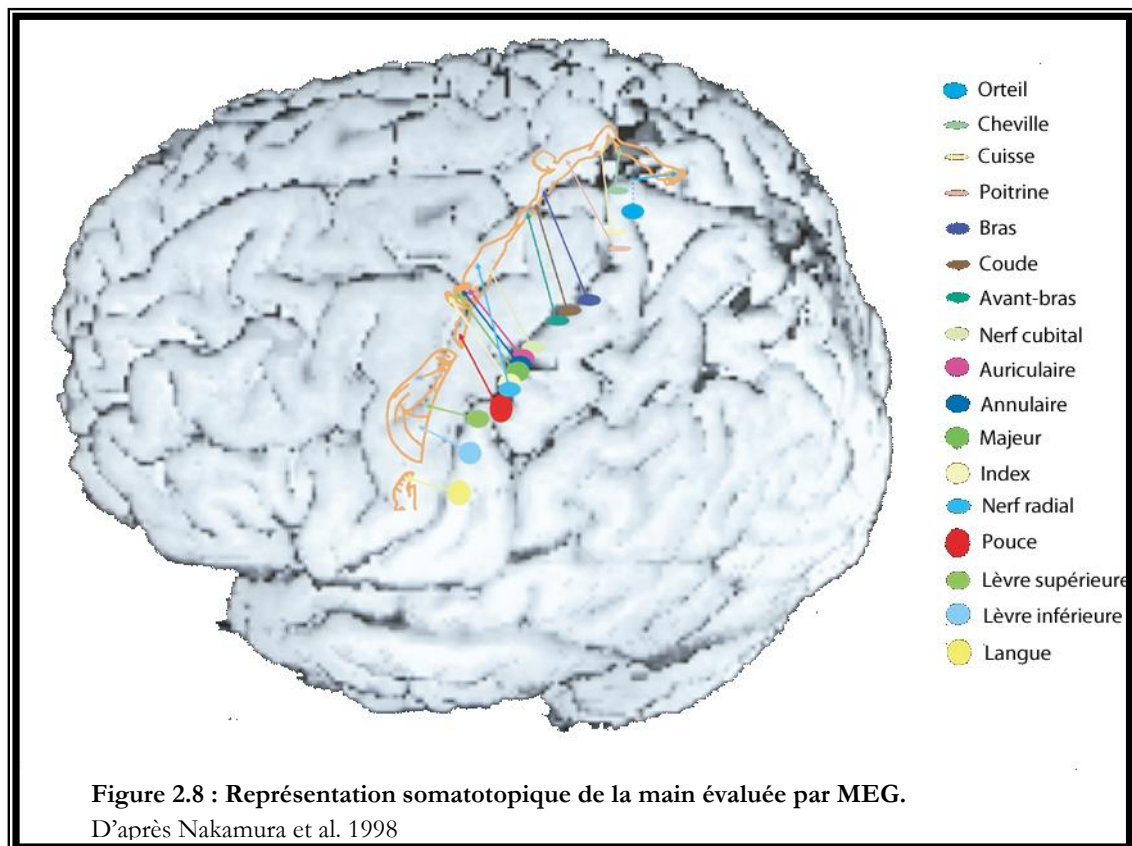 Orteil
Cheville
Cuisse
Poitrine
Bras
Coude
Avant-bras
Nerf cubital
Auriculaire
Annulaire
Majeur
Index
Nerf radial
Pouce
Lèvre supérieure
Lèvre inférieure
Langue
Figure 2.8 : Représentation somatotopique de la main évaluée par MEG.
D'après Nakamura et al. 1998